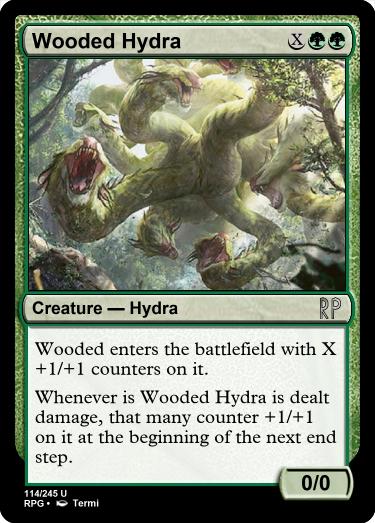 Wooded Hydra X
Creature — Hydra RP
Wooded enters the battlefield with X
+1/+1 counters on it.
Whenever is Wooded Hydra is dealt
damage, that many counter +1/+1
on it at the beginning of the next end
step.
0/0
114/245 U
RPG • Termi